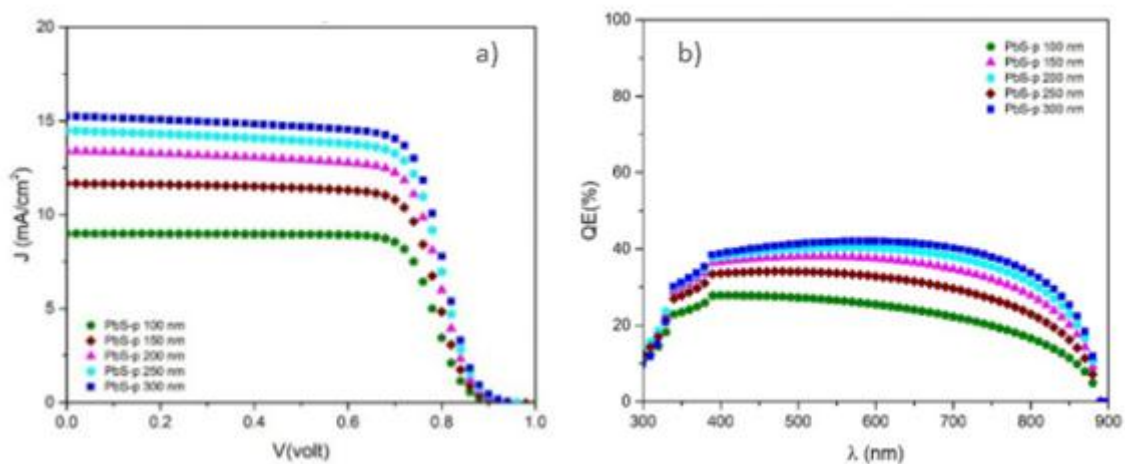 a)
20
15
10
5
0
J (mA/cm²)
PbS-p 100 nm
PbS-p 150 nm
PbS-p 200 nm
PbS-p 250 nm
PbS-p 300 nm
0.0 0.2 0.4 0.6 0.8 1.0
V(volt)
b)
100
80
60
40
20
0
QE(%)
PbS-p 100 nm
PbS-p 150 nm
PbS-p 200 nm
PbS-p 250 nm
PbS-p 300 nm
300 400 500 600 700 800 900
λ (nm)